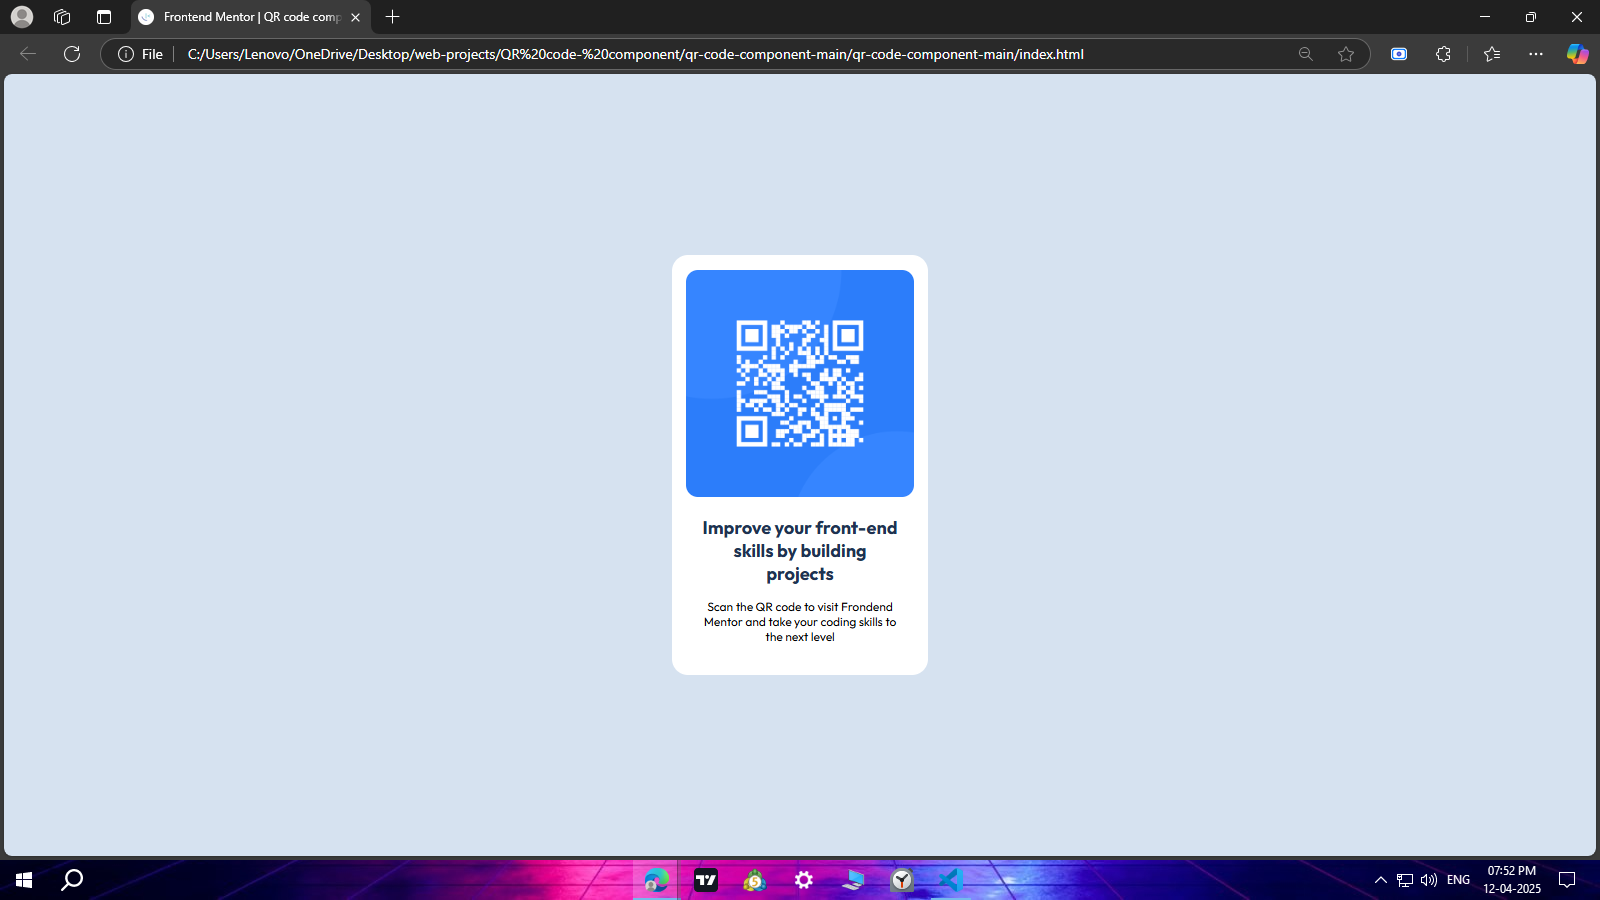 Frontend Mentor | QR code comp
File
C:/Users/Lenovo/OneDrive/Desktop/web-projects/QR%20code-%20component/qr-code-component-main/qr-code-component-main/index.html
Improve your front-end
skills by building
projects
Scan the QR code to visit Frondend
Mentor and take your coding skills to
the next level
ENG
07:52 PM
12-04-2025